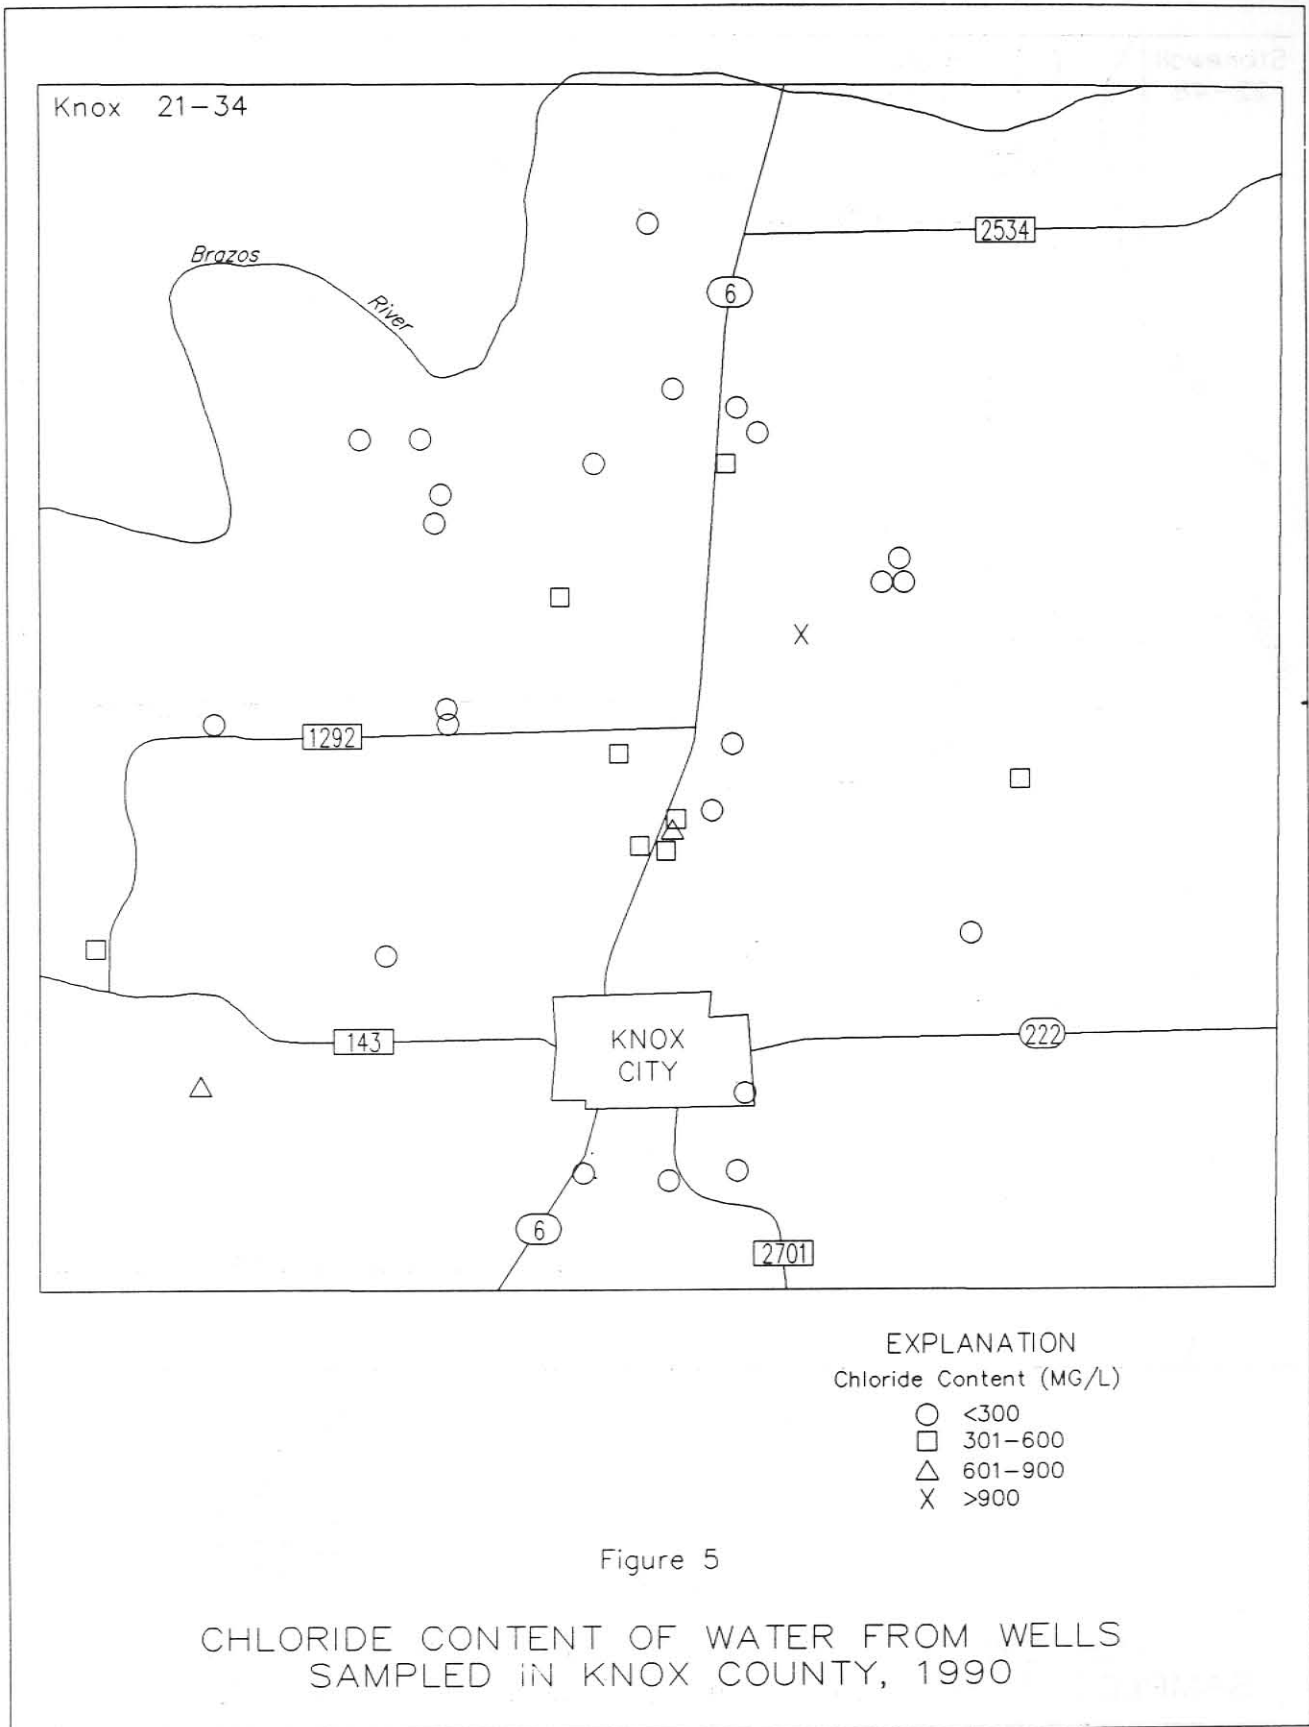 Knox 21-34
2534
Brazos
6
River
1292
143
KNOX
CITY
222
6
2701
EXPLANATION
Chloride Content (MG/L)
<300
301-600
601-900
X >900
Figure 5
CHLORIDE CONTENT OF WATER FROM WELLS
SAMPLED IN KNOX COUNTY, 1990